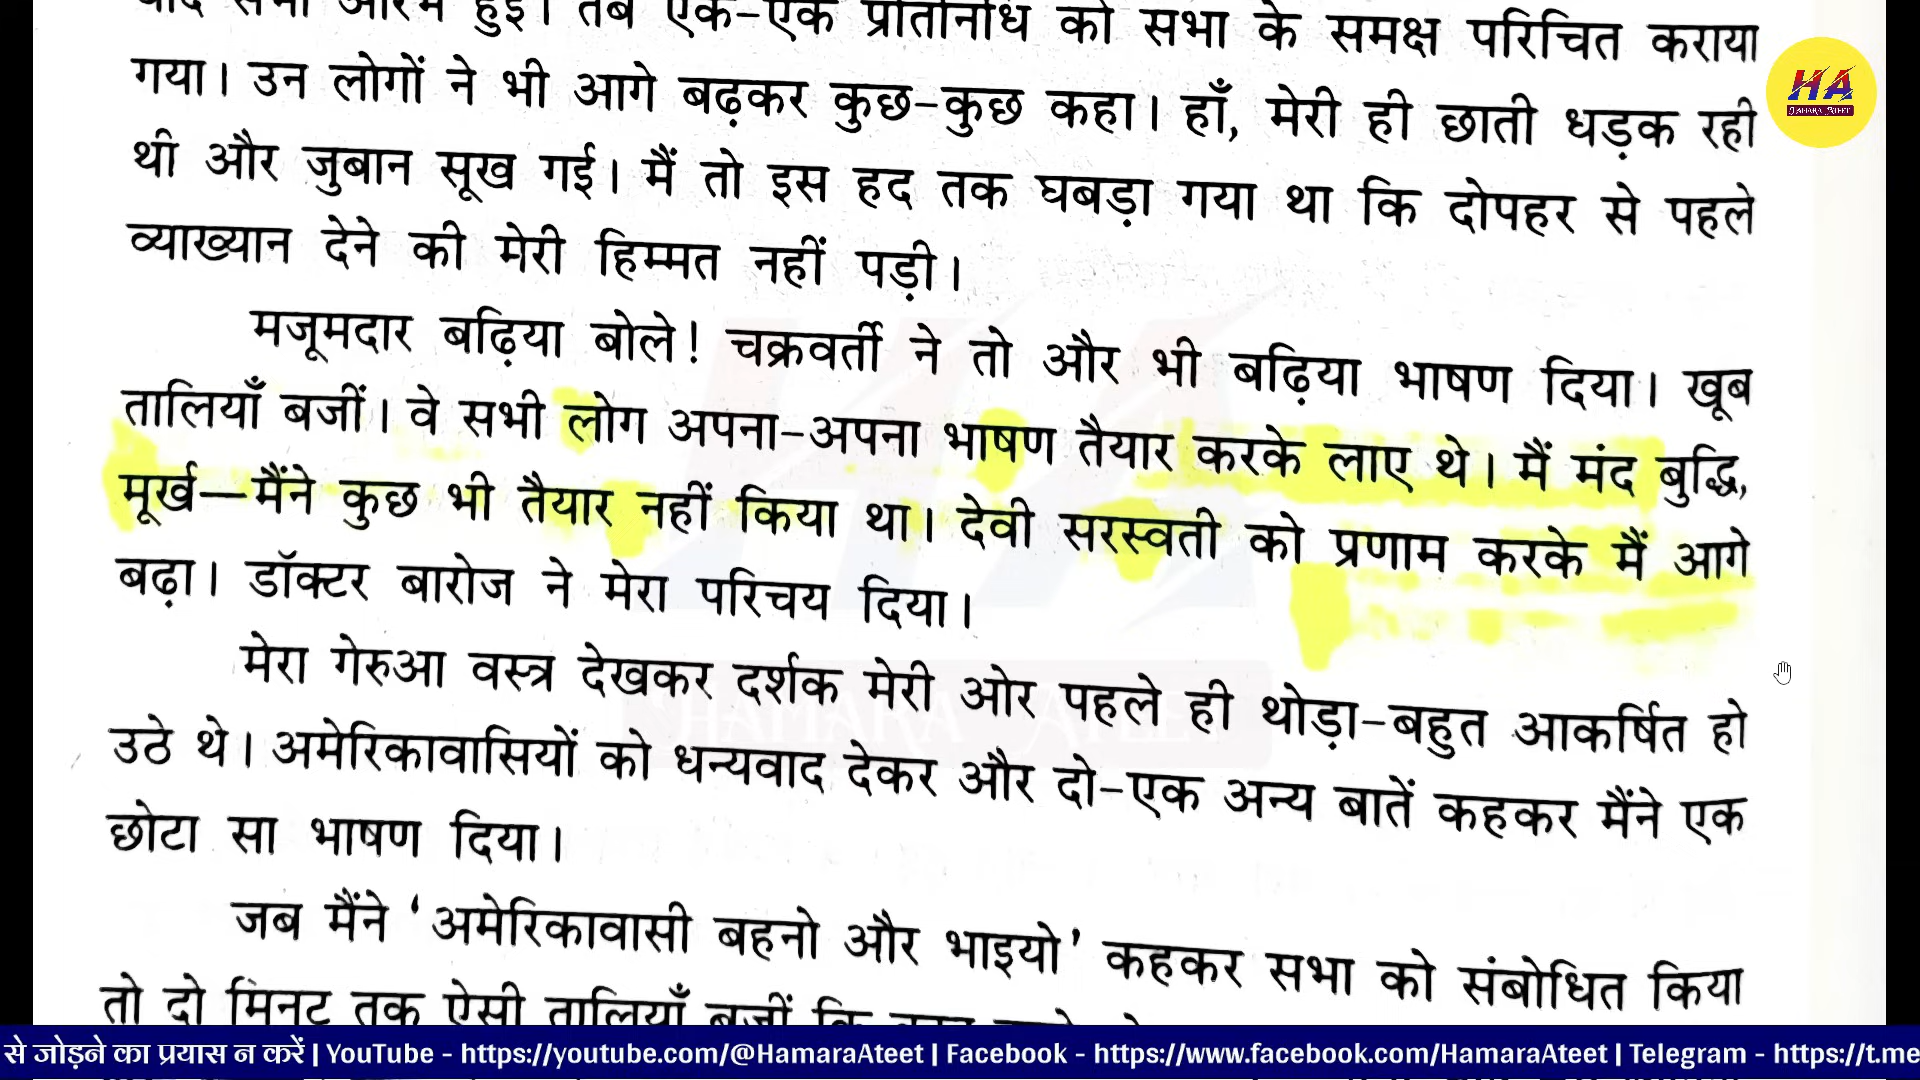 सभा आरंभ हुई। तब एक-एक प्रतिनिधि को सभा के समक्ष परिचित कराया
गया। उन लोगों ने भी आगे बढ़कर कुछ-कुछ कहा। हाँ, मेरी ही छाती धड़क रही
थी और जुबान सूख गई। मैं तो इस हद तक घबड़ा गया था कि दोपहर से पहले
व्याख्यान देने की मेरी हिम्मत नहीं पड़ी।
मजूमदार बढ़िया बोले! चक्रवर्ती ने तो और भी बढ़िया भाषण दिया। खूब
तालियाँ बजीं। वे सभी लोग अपना-अपना भाषण तैयार करके लाए थे। मैं मंद बुद्धि,
मूर्ख—मैंने कुछ भी तैयार नहीं किया था। देवी सरस्वती को प्रणाम करके मैं आगे
बढ़ा। डॉक्टर बारोज ने मेरा परिचय दिया।
मेरा गेरुआ वस्त्र देखकर दर्शक मेरी ओर पहले ही थोड़ा-बहुत आकर्षित हो
उठे थे। अमेरिकावासियों को धन्यवाद देकर और दो-एक अन्य बातें कहकर मैंने एक
छोटा सा भाषण दिया।
जब मैंने ‘अमेरिकावासी बहनो और भाइयो’ कहकर सभा को संबोधित किया
तो दो मिनट तक ऐसी तालियाँ बजीं कि
HA
HAMARA ATEET
से जोड़ने का प्रयास न करें | YouTube - https://youtube.com/@HamaraAteet | Facebook - https://www.facebook.com/HamaraAteet | Telegram - https://t.me